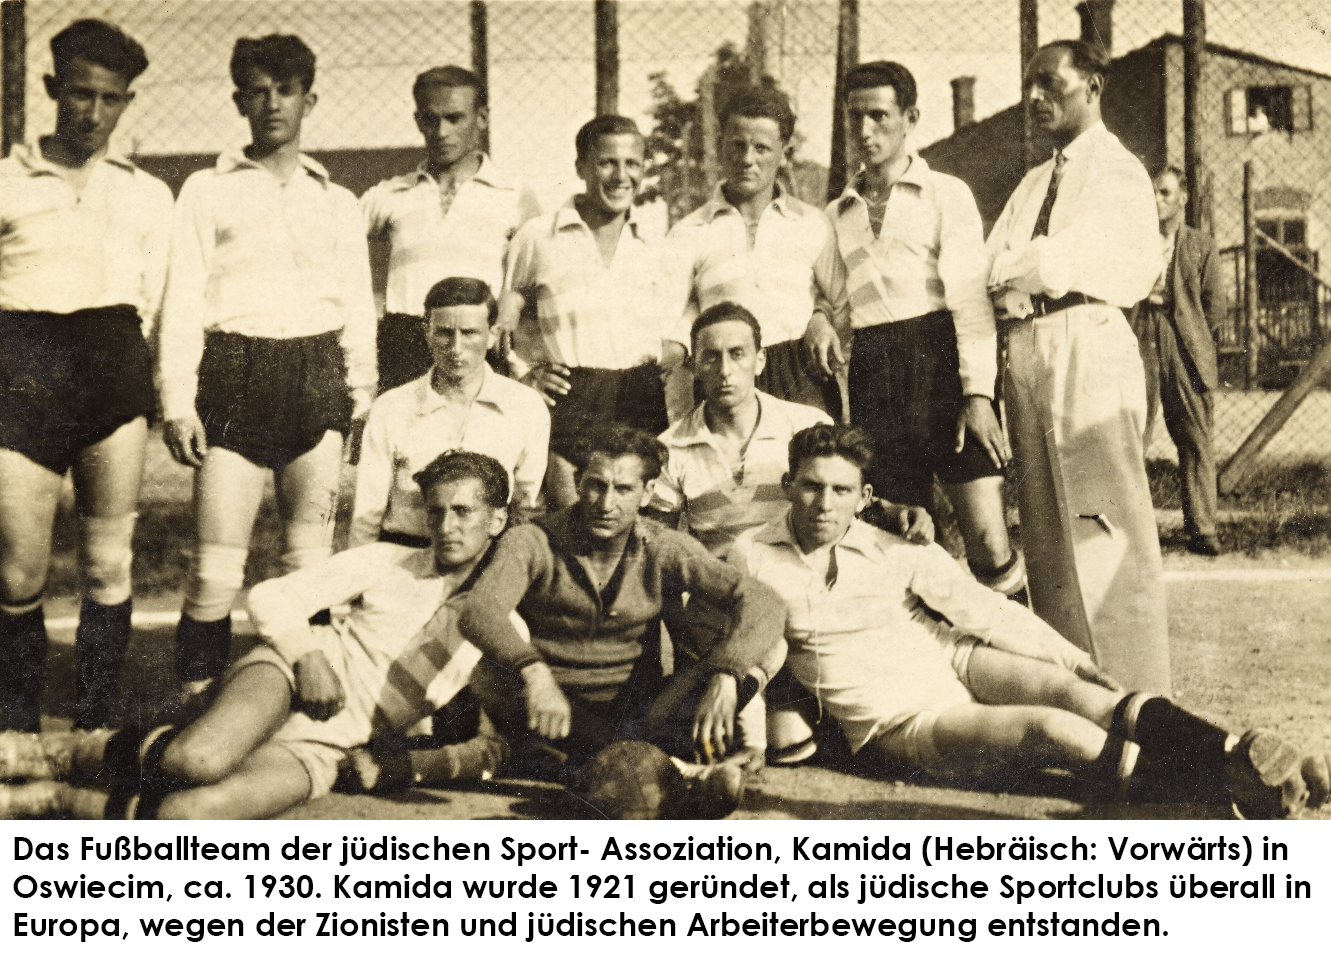 Das Fußballteam der jüdischen Sport- Assoziation, Kamida (Hebräisch: Vorwärts) in
Oswiecim, ca. 1930. Kamida wurde 1921 geründet, als jüdische Sportclubs überall in
Europa, wegen der Zionisten und jüdischen Arbeiterbewegung entstanden.